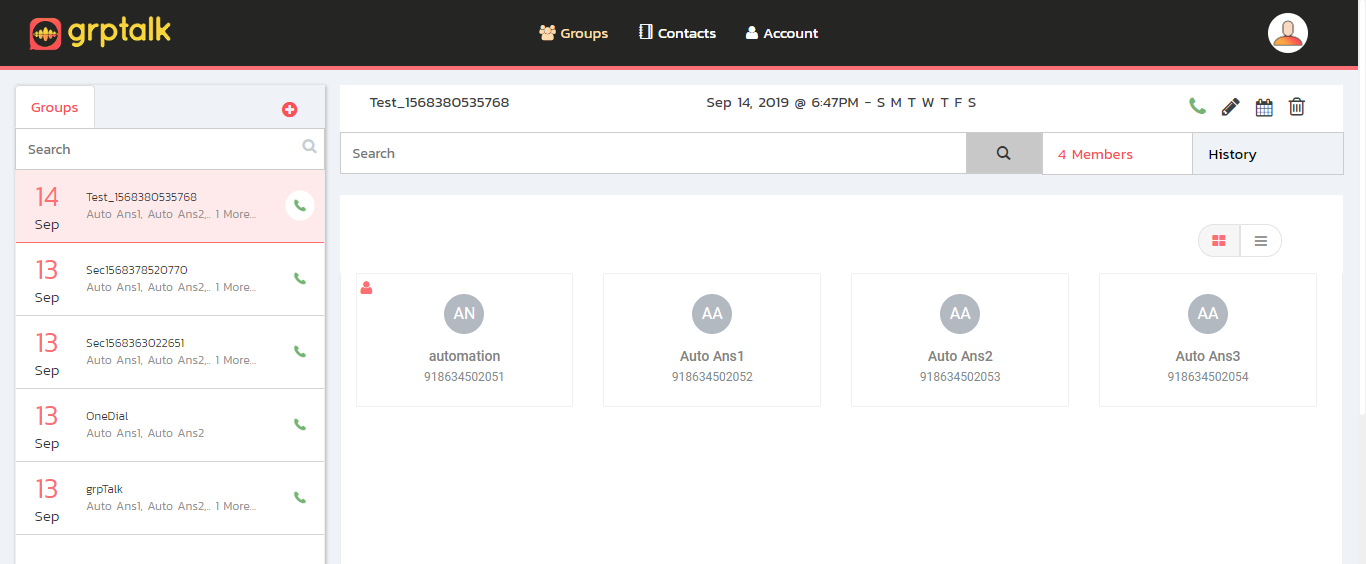 grptalk
Groups
Contacts
Account
Groups
Search
14
Sep
Test_1568380535768
Auto Ans1, Auto Ans2,.. 1 More...
13
Sep
Sec1568378520770
Auto Ans1, Auto Ans2,.. 1 More...
13
Sep
Sec1568363022651
Auto Ans1, Auto Ans2,.. 1 More...
13
Sep
OneDial
Auto Ans1, Auto Ans2
13
Sep
grpTalk
Auto Ans1, Auto Ans2,.. 1 More...
Test_1568380535768
Sep 14, 2019 @ 6:47PM - S M T W T F S
Search
4 Members
History
AN
automation
918634502051
AA
Auto Ans1
918634502052
AA
Auto Ans2
918634502053
AA
Auto Ans3
918634502054